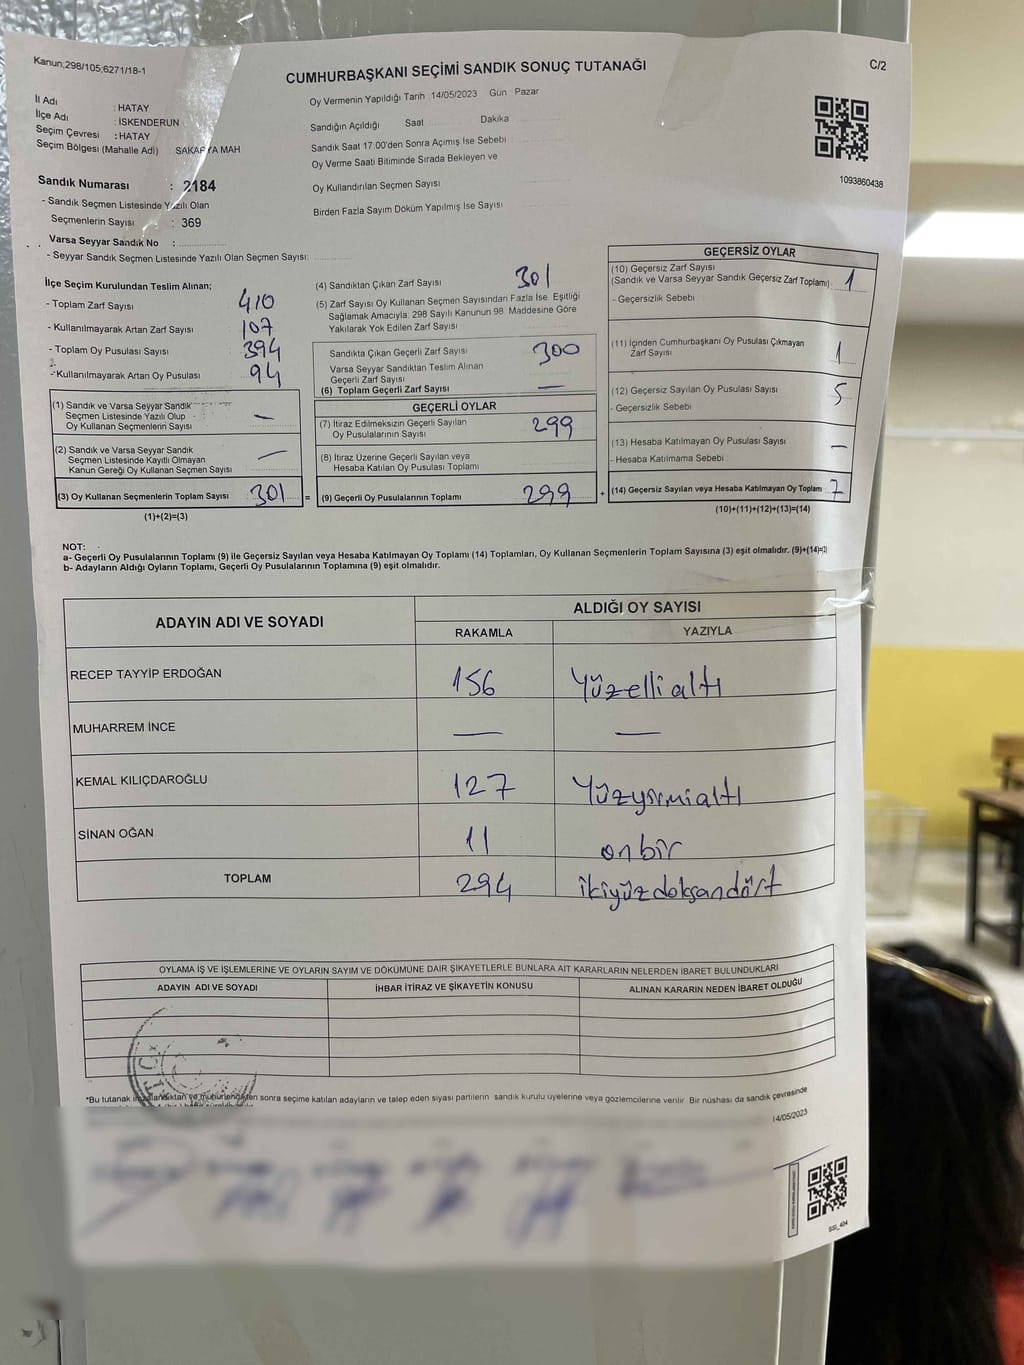 Kanun;298/105;6271/18-1
C/2
CUMHURBAŞKANI SEÇİMİ SANDIK SONUÇ TUTANAĞI
İl Adı : HATAY
İlçe Adı : İSKENDERUN
Seçim Çevresi : HATAY
Seçim Bölgesi (Mahalle Adı) : SAKARYA MAH
Oy Vermenin Yapıldığı Tarih 14/05/2023 Gün Pazar
Sandığın Açıldığı Saat Dakika
Sandık Saat 17:00'den Sonra Açımış İse Sebebi
Oy Verme Saati Bitiminde Sırada Bekleyen ve
Oy Kullandırılan Seçmen Sayısı
Birden Fazla Sayım Döküm Yapılmış İse Sayısı
1093860438
Sandık Numarası : 2184
- Sandık Seçmen Listesinde Yazılı Olan
Seçmenlerin Sayısı : 369
Varsa Seyyar Sandık No :
- Seyyar Sandık Seçmen Listesinde Yazılı Olan Seçmen Sayısı:
İlçe Seçim Kurulundan Teslim Alınan;
- Toplam Zarf Sayısı 410
- Kullanılmayarak Artan Zarf Sayısı 107
- Toplam Oy Pusulası Sayısı 394
- Kullanılmayarak Artan Oy Pusulası 94
(1) Sandık ve Varsa Seyyar Sandık
Seçmen Listesinde Yazılı Olup
Oy Kullanan Seçmenlerin Sayısı —
(2) Sandık ve Varsa Seyyar Sandık
Seçmen Listesinde Kayıtlı Olmayan
Kanun Gereği Oy Kullanan Seçmen Sayısı —
(3) Oy Kullanan Seçmenlerin Toplam Sayısı 301 =
(1)+(2)=(3)
(4) Sandıktan Çıkan Zarf Sayısı 301
(5) Zarf Sayısı Oy Kullanan Seçmen Sayısından Fazla İse, Eşitliği
Sağlamak Amacıyla; 298 Sayılı Kanunun 98. Maddesine Göre
Yakılarak Yok Edilen Zarf Sayısı
Sandıkta Çıkan Geçerli Zarf Sayısı 300
Varsa Seyyar Sandıktan Teslim Alınan
Geçerli Zarf Sayısı
(6) Toplam Geçerli Zarf Sayısı —
GEÇERLİ OYLAR
(7) İtiraz Edilmeksizin Geçerli Sayılan
Oy Pusulalarının Sayısı 299
(8) İtiraz Üzerine Geçerli Sayılan veya
Hesaba Katılan Oy Pusulası Toplamı
(9) Geçerli Oy Pusulalarının Toplamı 299 +
GEÇERSİZ OYLAR
(10) Geçersiz Zarf Sayısı
(Sandık ve Varsa Seyyar Sandık Geçersiz Zarf Toplamı) 1
- Geçersizlik Sebebi
(11) İçinden Cumhurbaşkanı Oy Pusulası Çıkmayan
Zarf Sayısı 1
(12) Geçersiz Sayılan Oy Pusulası Sayısı 5
- Geçersizlik Sebebi
(13) Hesaba Katılmayan Oy Pusulası Sayısı —
- Hesaba Katılmama Sebebi
(14) Geçersiz Sayılan veya Hesaba Katılmayan Oy Toplamı 7
(10)+(11)+(12)+(13)=(14)
NOT:
a- Geçerli Oy Pusulalarının Toplamı (9) ile Geçersiz Sayılan veya Hesaba Katılmayan Oy Toplamı (14) Toplamları, Oy Kullanan Seçmenlerin Toplam Sayısına (3) eşit olmalıdır. (9)+(14)=(3)
b- Adayların Aldığı Oyların Toplamı, Geçerli Oy Pusulalarının Toplamına (9) eşit olmalıdır.
ADAYIN ADI VE SOYADI
ALDIĞI OY SAYISI
RAKAMLA YAZIYLA
RECEP TAYYİP ERDOĞAN 156 Yüzelli altı
MUHARREM İNCE — —
KEMAL KILIÇDAROĞLU 127 Yüzyirmialtı
SİNAN OĞAN 11 onbir
TOPLAM 294 ikiyüzdoksandört
OYLAMA İŞ VE İŞLEMLERİNE VE OYLARIN SAYIM VE DÖKÜMÜNE DAİR ŞİKAYETLERLE BUNLARA AİT KARARLARIN NELERDEN İBARET BULUNDUKLARI
ADAYIN ADI VE SOYADI İHBAR İTİRAZ VE ŞİKAYETİN KONUSU ALINAN KARARIN NEDEN İBARET OLDUĞU
*Bu tutanak imzalandıktan ve mühürlendikten sonra seçime katılan adayların ve talep eden siyasi partilerin sandık kurulu üyelerine veya gözlemcilerine verilir. Bir nüshası da sandık çevresinde
14/05/2023
SSI_404